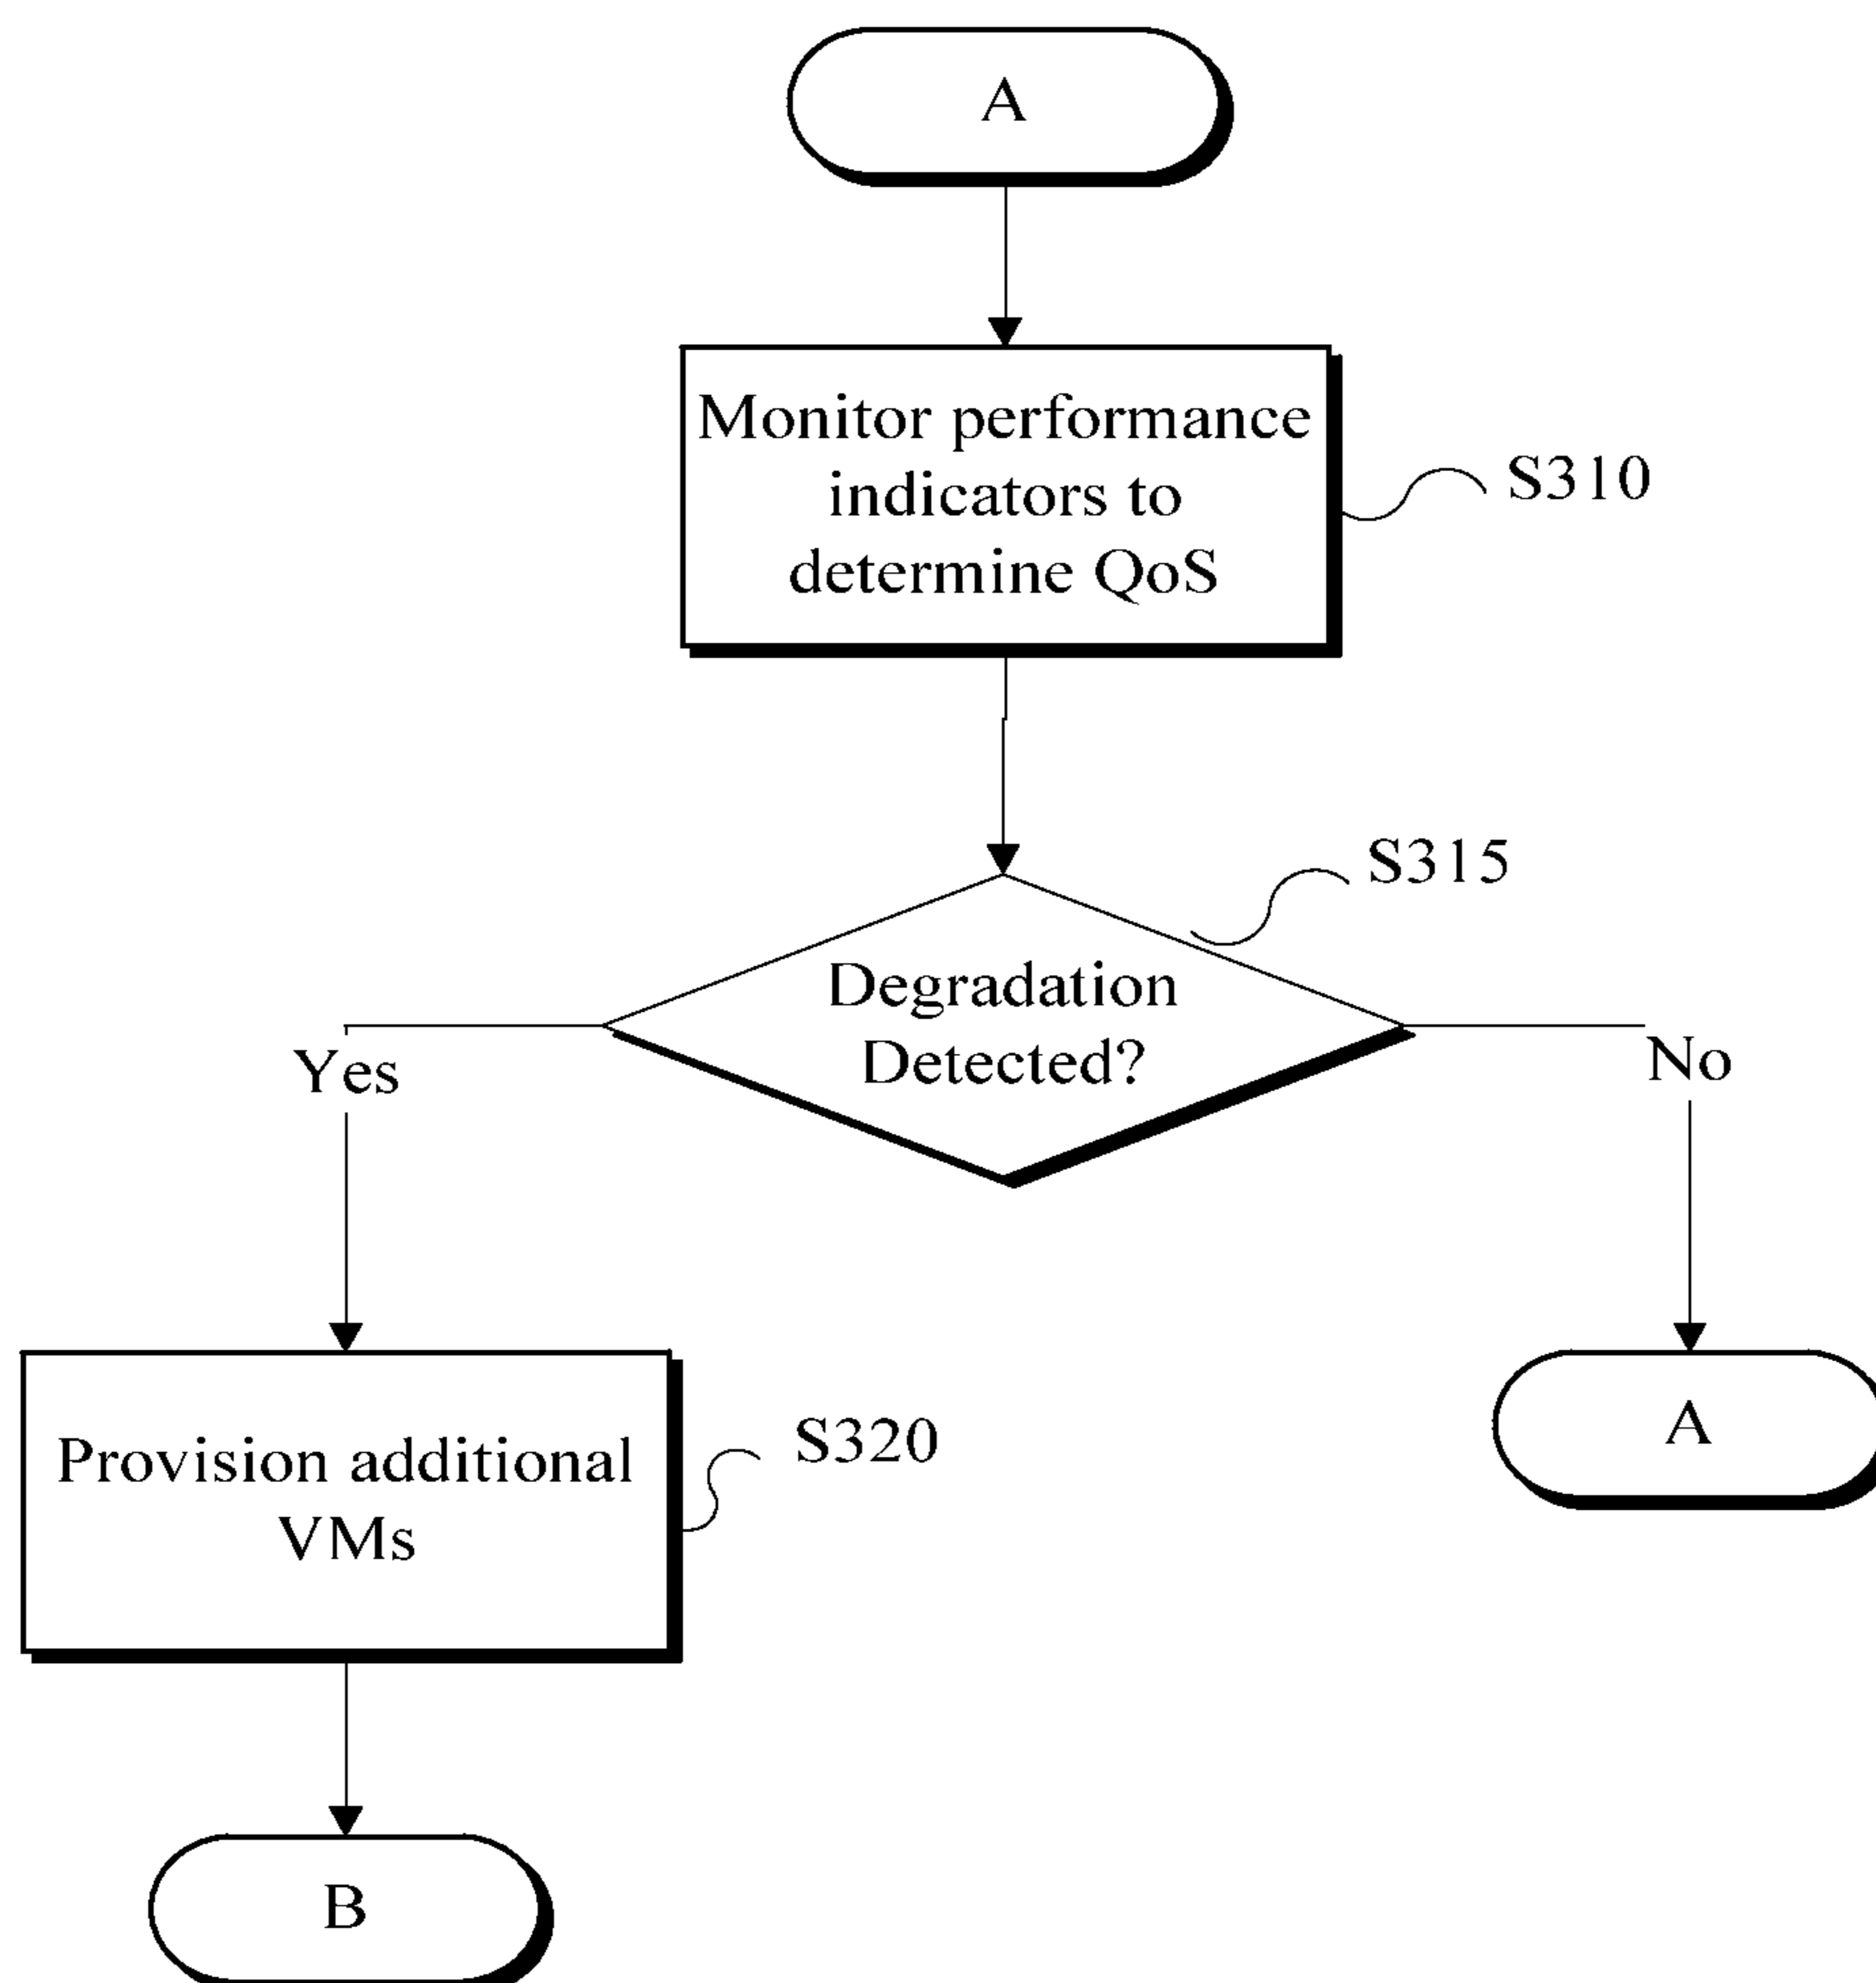 A
Monitor performance
indicators to
determine QoS
S310
S315
Degradation
Detected?
Yes
No
Provision additional
VMs
S320
A
B